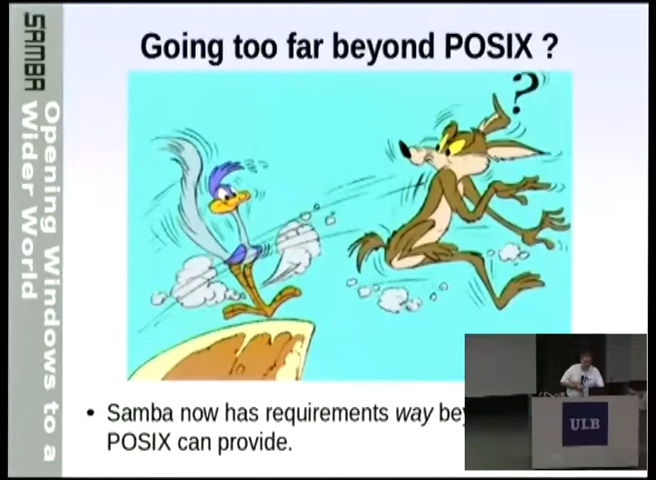 SAMBA
Opening Windows to a
Wider World
Going too far beyond POSIX ?
?
• Samba now has requirements way bey
POSIX can provide.
ULB